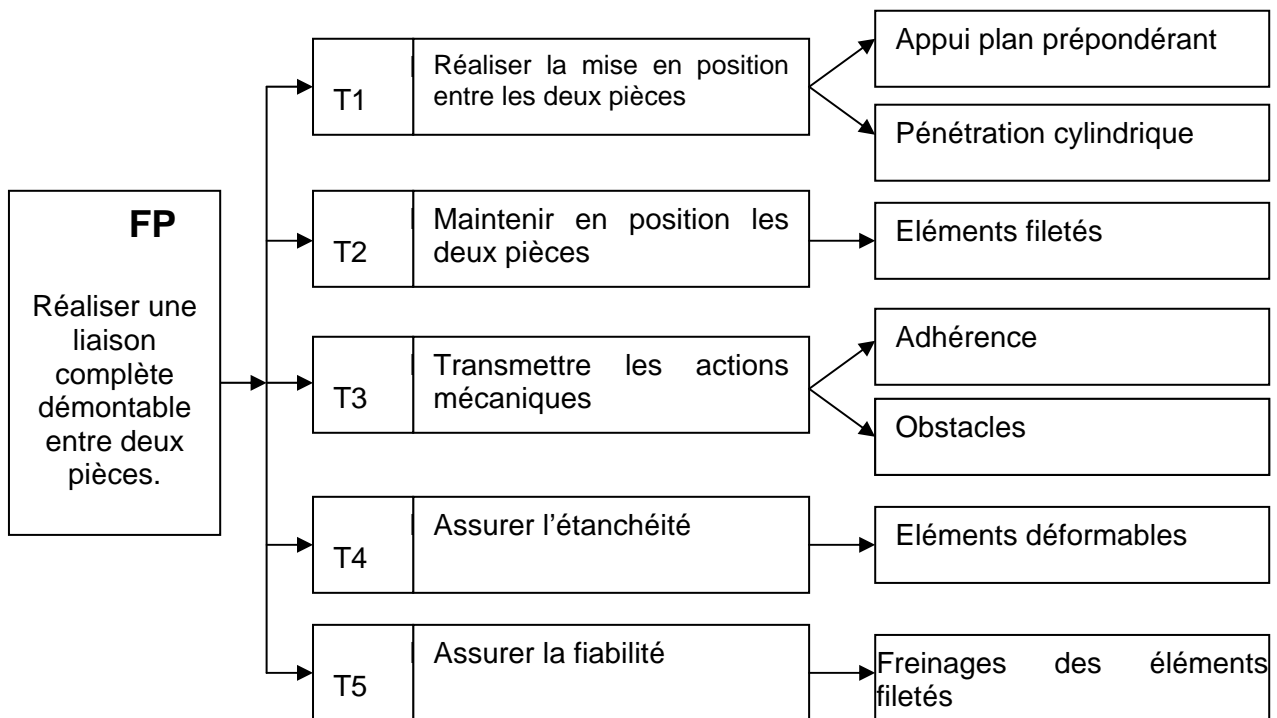 FP
Réaliser une
liaison
complète
démontable
entre deux
pièces.
T1
Réaliser la mise en position
entre les deux pièces
Appui plan prépondérant
Pénétration cylindrique
T2
Maintenir en position les
deux pièces
Eléments filetés
T3
Transmettre les actions
mécaniques
Adhérence
Obstacles
T4
Assurer l’étanchéité
Eléments déformables
T5
Assurer la fiabilité
Freinages des éléments
filetés